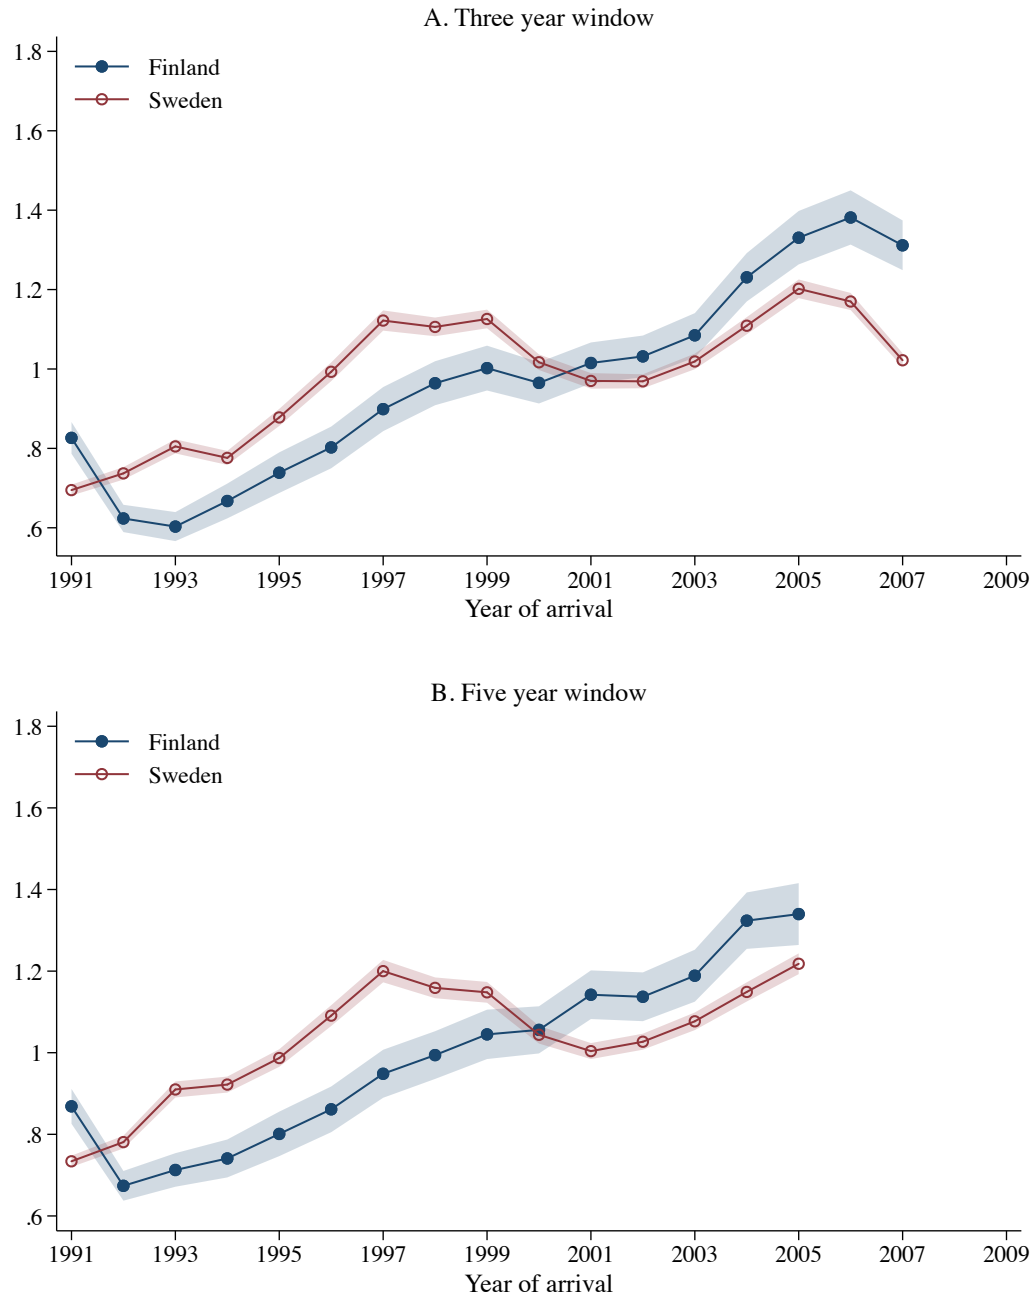 A. Three year window
1.8
1.6
1.4
1.2
1
.8
.6
Finland
Sweden
1991 1993 1995 1997 1999 2001 2003 2005 2007 2009
Year of arrival
B. Five year window
1.8
1.6
1.4
1.2
1
.8
.6
Finland
Sweden
1991 1993 1995 1997 1999 2001 2003 2005 2007 2009
Year of arrival